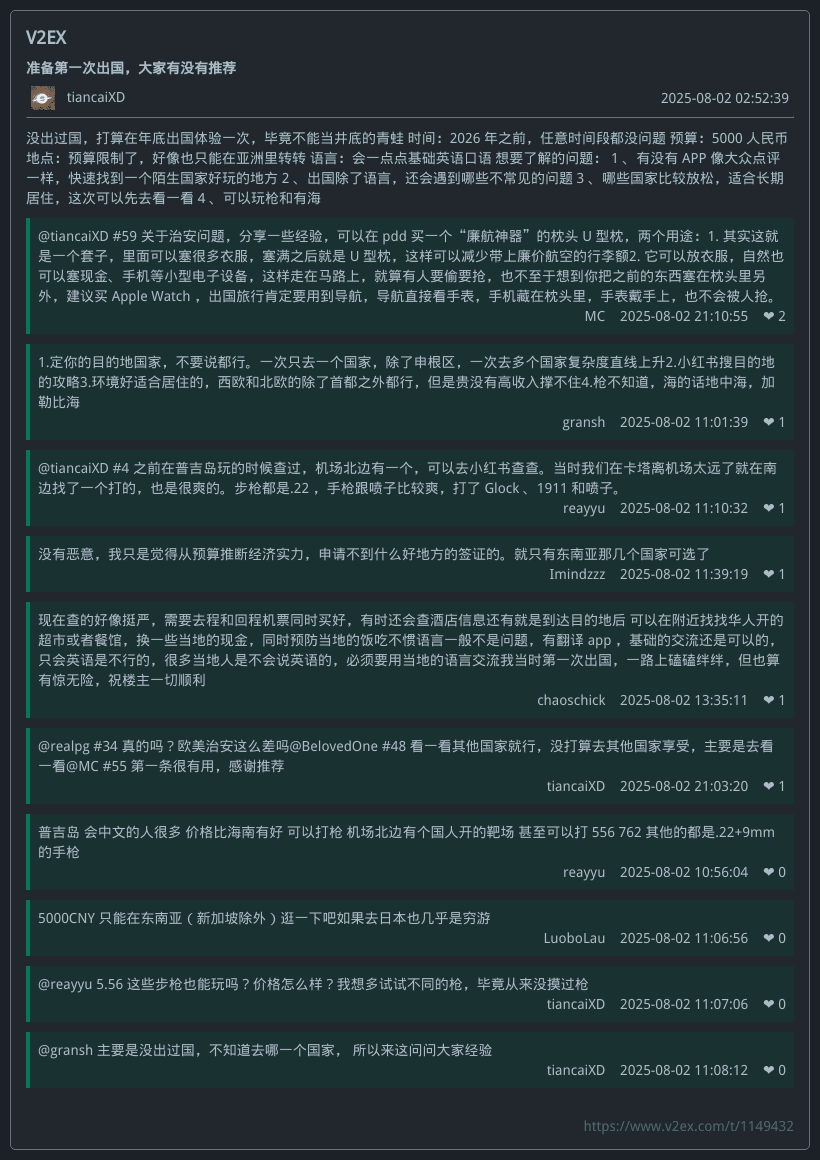 V2EX
准备第一次出国，大家有没有推荐
tiancaiXD 2025-08-02 02:52:39
没出过国，打算在年底出国体验一次，毕竟不能当井底的青蛙 时间：2026 年之前，任意时间段都没问题 预算：5000 人民币
地点：预算限制了，好像也只能在亚洲里转转 语言：会一点点基础英语口语 想要了解的问题： 1 、有没有 APP 像大众点评
一样，快速找到一个陌生国家好玩的地方 2 、出国除了语言，还会遇到哪些不常见的问题 3 、哪些国家比较放松，适合长期
居住，这次可以先去看一看 4 、可以玩枪和有海
@tiancaiXD #59 关于治安问题，分享一些经验，可以在 pdd 买一个“廉航神器”的枕头 U 型枕，两个用途：1. 其实这就
是一个套子，里面可以塞很多衣服，塞满之后就是 U 型枕，这样可以减少带上廉价航空的行李额2. 它可以放衣服，自然也
可以塞现金、手机等小型电子设备，这样走在马路上，就算有人要偷要抢，也不至于想到你把之前的东西塞在枕头里另
外，建议买 Apple Watch ，出国旅行肯定要用到导航，导航直接看手表，手机藏在枕头里，手表戴手上，也不会被人抢。
MC 2025-08-02 21:10:55 ❤ 2
1.定你的目的地国家，不要说都行。一次只去一个国家，除了申根区，一次去多个国家复杂度直线上升2.小红书搜目的地
的攻略3.环境好适合居住的，西欧和北欧的除了首都之外都行，但是贵没有高收入撑不住4.枪不知道，海的话地中海，加
勒比海
gransh 2025-08-02 11:01:39 ❤ 1
@tiancaiXD #4 之前在普吉岛玩的时候查过，机场北边有一个，可以去小红书查查。当时我们在卡塔离机场太远了就在南
边找了一个打的，也是很爽的。步枪都是.22 ，手枪跟喷子比较爽，打了 Glock 、1911 和喷子。
reayyu 2025-08-02 11:10:32 ❤ 1
没有恶意，我只是觉得从预算推断经济实力，申请不到什么好地方的签证的。就只有东南亚那几个国家可选了
Imindzzz 2025-08-02 11:39:19 ❤ 1
现在查的好像挺严，需要去程和回程机票同时买好，有时还会查酒店信息还有就是到达目的地后 可以在附近找找华人开的
超市或者餐馆，换一些当地的现金，同时预防当地的饭吃不惯语言一般不是问题，有翻译 app ，基础的交流还是可以的，
只会英语是不行的，很多当地人是不会说英语的，必须要用当地的语言交流我当时第一次出国，一路上磕磕绊绊，但也算
有惊无险，祝楼主一切顺利
chaoschick 2025-08-02 13:35:11 ❤ 1
@realpg #34 真的吗？欧美治安这么差吗@BelovedOne #48 看一看其他国家就行，没打算去其他国家享受，主要是去看
一看@MC #55 第一条很有用，感谢推荐
tiancaiXD 2025-08-02 21:03:20 ❤ 1
普吉岛 会中文的人很多 价格比海南有好 可以打枪 机场北边有个国人开的靶场 甚至可以打 556 762 其他的都是.22+9mm
的手枪
reayyu 2025-08-02 10:56:04 ❤ 0
5000CNY 只能在东南亚（新加坡除外）逛一下吧如果去日本也几乎是穷游
LuoboLau 2025-08-02 11:06:56 ❤ 0
@reayyu 5.56 这些步枪也能玩吗？价格怎么样？我想多试试不同的枪，毕竟从来没摸过枪
tiancaiXD 2025-08-02 11:07:06 ❤ 0
@gransh 主要是没出过国，不知道去哪一个国家， 所以来这问问大家经验
tiancaiXD 2025-08-02 11:08:12 ❤ 0
https://www.v2ex.com/t/1149432